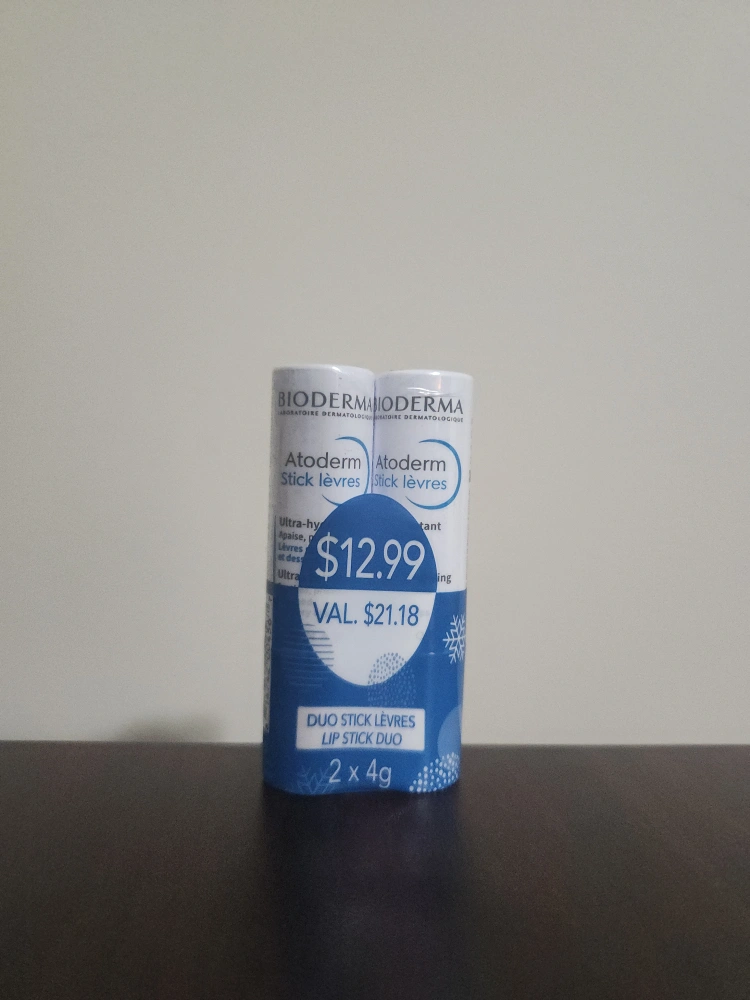 BIODERMA
LABORATOIRE DERMATOLOGIQUE
Atoderm
Stick lèvres
Ultra-hy
Apaise,
Lèvres
et des
Ultra
BIODERMA
LABORATOIRE DERMATOLOGIQUE
Atoderm
Stick lèvres
tant
ing
$12.99
VAL. $21.18
DUO STICK LÈVRES
LIP STICK DUO
2 x 4g